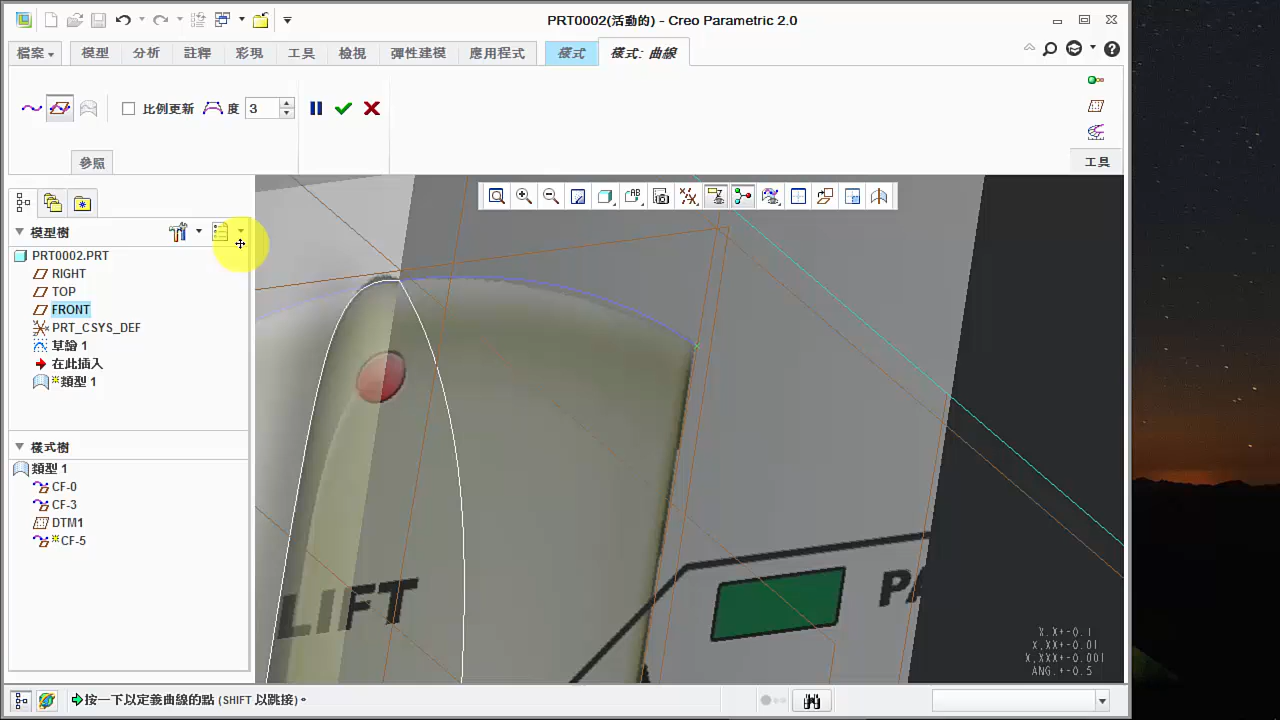 PRT0002(活動的) - Creo Parametric 2.0
檔案 模型 分析 註釋 彩現 工具 檢視 彈性建模 應用程式 樣式 樣式: 曲線
比例更新 度 3
參照
工具
模型樹
PRT0002.PRT
RIGHT
TOP
FRONT
PRT_CSYS_DEF
草繪 1
在此插入
類型 1
樣式樹
類型 1
CF-0
CF-3
DTM1
CF-5
LIFT
PA
X.X+-0.1
X.XX+-0.01
X.XXX+-0.001
ANG.+-0.5
按一下以定義曲線的點 (SHIFT 以跳接)。